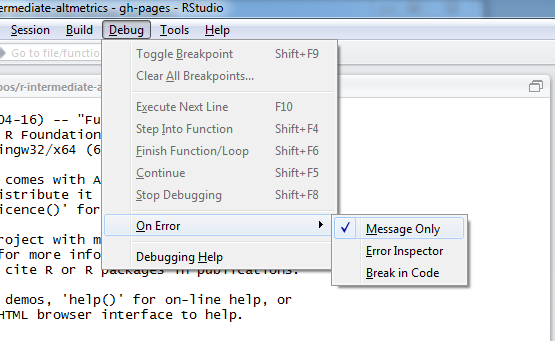 ntermediate-altmetrics - gh-pages - RStudio
Session Build Debug Tools Help
Go to file/functio
Toggle Breakpoint Shift+F9
Clear All Breakpoints...
Execute Next Line F10
Step Into Function Shift+F4
Finish Function/Loop Shift+F6
Continue Shift+F5
Stop Debugging Shift+F8
On Error
Debugging Help
Message Only
Error Inspector
Break in Code
pos/r-intermediate-a
04-16) -- "Fu
R Foundation
ingw32/x64 (6
comes with A
istribute it
icence()' for
roject with m
for more info
cite R or R packages in publications.
demos, 'help()' for on-line help, or
HTML browser interface to help.